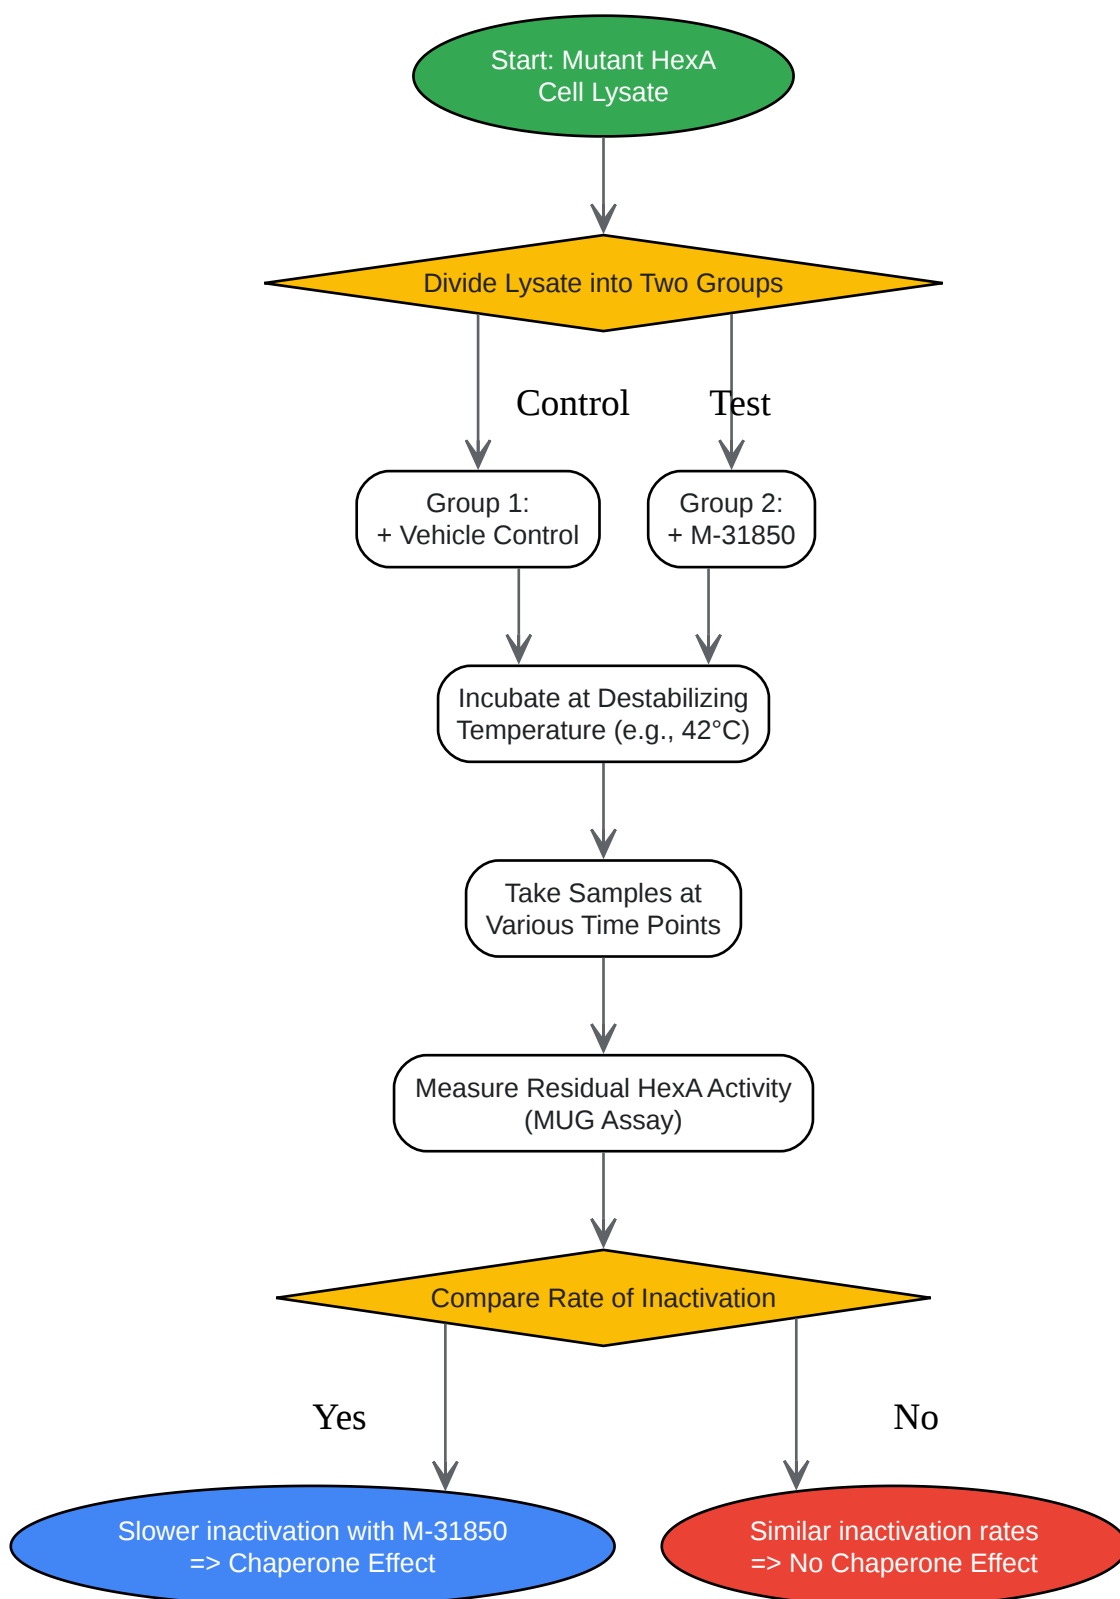 Start: Mutant HexA
Cell Lysate
Divide Lysate into Two Groups
Control
Test
Group 1:
+ Vehicle Control
Group 2:
+ M-31850
Incubate at Destabilizing
Temperature (e.g., 42°C)
Take Samples at
Various Time Points
Measure Residual HexA Activity
(MUG Assay)
Compare Rate of Inactivation
Yes
No
Slower inactivation with M-31850
=> Chaperone Effect
Similar inactivation rates
=> No Chaperone Effect